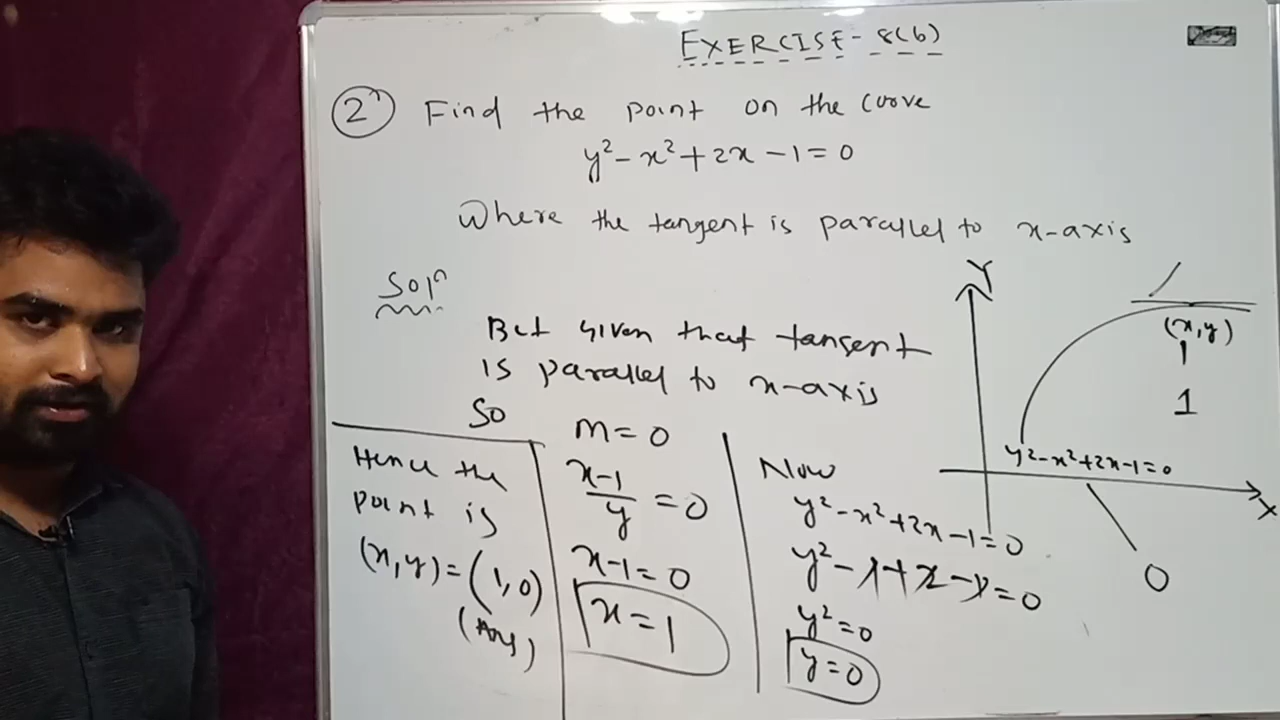 EXERCISE - 8(b)
2) Find the point on the curve
y² - x² + 2x - 1 = 0
Where the tangent is parallel to x-axis
Solⁿ
But given that tangent
is parallel to x-axis
So
m = 0
(x-1)/y = 0
x-1 = 0
x = 1
Now
y² - x² + 2x - 1 = 0
y² - 1 + 2 - 1 = 0
y² = 0
y = 0
Hence the
point is
(x,y) = (1,0)
(Ans)
Y
(x,y)
1
y² - x² + 2x - 1 = 0
X
0